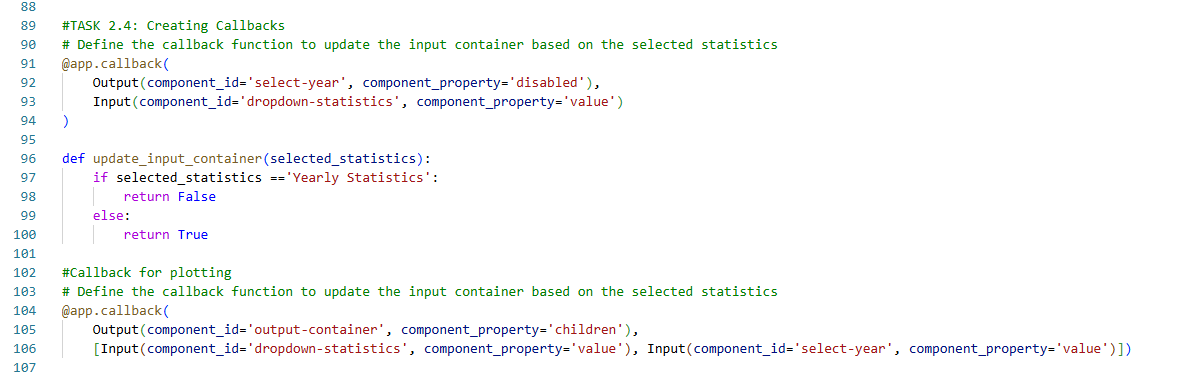 88
89 #TASK 2.4: Creating Callbacks
90 # Define the callback function to update the input container based on the selected statistics
91 @app.callback(
92     Output(component_id='select-year', component_property='disabled'),
93     Input(component_id='dropdown-statistics', component_property='value')
94 )
95
96 def update_input_container(selected_statistics):
97     if selected_statistics =='Yearly Statistics':
98         return False
99     else:
100         return True
101
102 #Callback for plotting
103 # Define the callback function to update the input container based on the selected statistics
104 @app.callback(
105     Output(component_id='output-container', component_property='children'),
106     [Input(component_id='dropdown-statistics', component_property='value'), Input(component_id='select-year', component_property='value')])
107